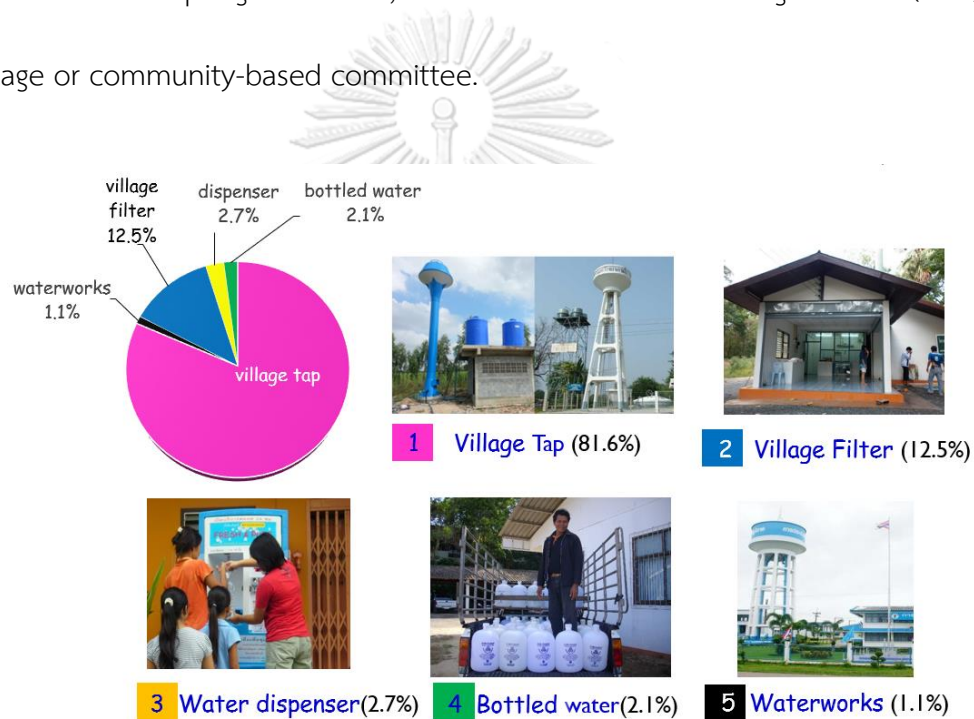 age or community-based committee.
village
filter
12.5%
dispenser
2.7%
bottled water
2.1%
waterworks
1.1%
village tap
1 Village Tap (81.6%)
2 Village Filter (12.5%)
3 Water dispenser(2.7%)
4 Bottled water(2.1%)
5 Waterworks (1.1%)